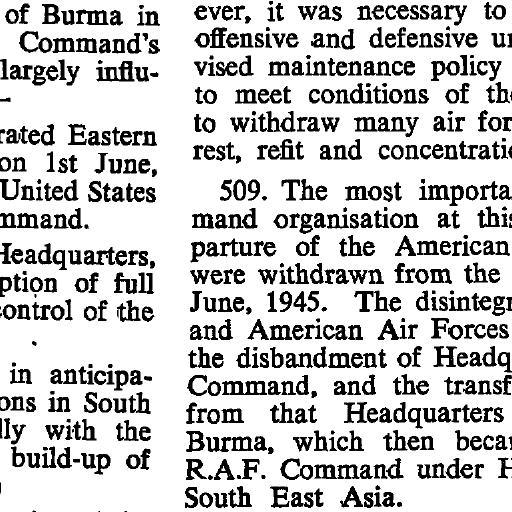 of Burma in
Command's
largely influ-
rated Eastern
on 1st June,
United States
mmand.
Headquarters,
ption of full
control of the
in anticipa-
ons in South
lly with the
build-up of
ever, it was necessary to
offensive and defensive un
vised maintenance policy
to meet conditions of the
to withdraw many air for
rest, refit and concentratio
509. The most importa
mand organisation at this
parture of the American
were withdrawn from the
June, 1945. The disintegr
and American Air Forces
the disbandment of Headq
Command, and the transf
from that Headquarters
Burma, which then becam
R.A.F. Command under H
South East Asia.